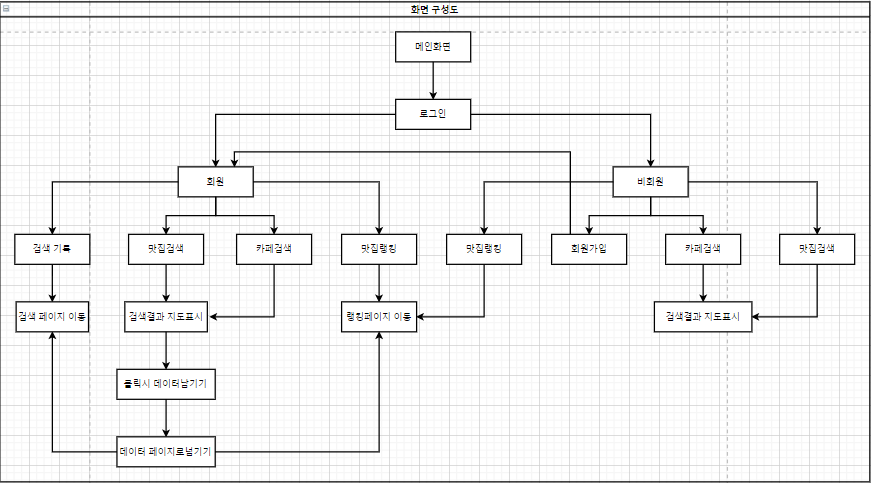 화면 구성도
메인화면
로그인
회원
비회원
검색 기록
맛집검색
카페검색
맛집랭킹
맛집랭킹
회원가입
카페검색
맛집검색
검색 페이지 이동
검색결과 지도표시
랭킹페이지 이동
검색결과 지도표시
클릭시 데이터남기기
데이터 페이지로넘기기